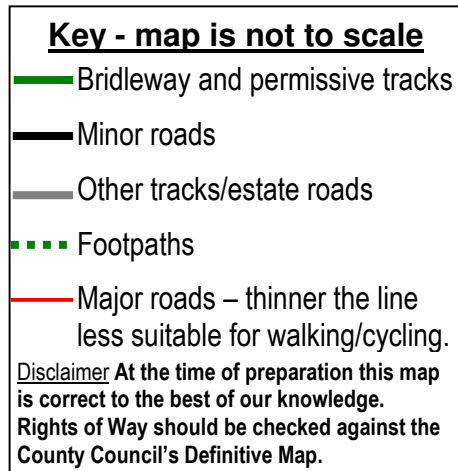 Key - map is not to scale
Bridleway and permissive tracks
Minor roads
Other tracks/estate roads
Footpaths
Major roads – thinner the line
less suitable for walking/cycling.
Disclaimer At the time of preparation this map
is correct to the best of our knowledge.
Rights of Way should be checked against the
County Council's Definitive Map.